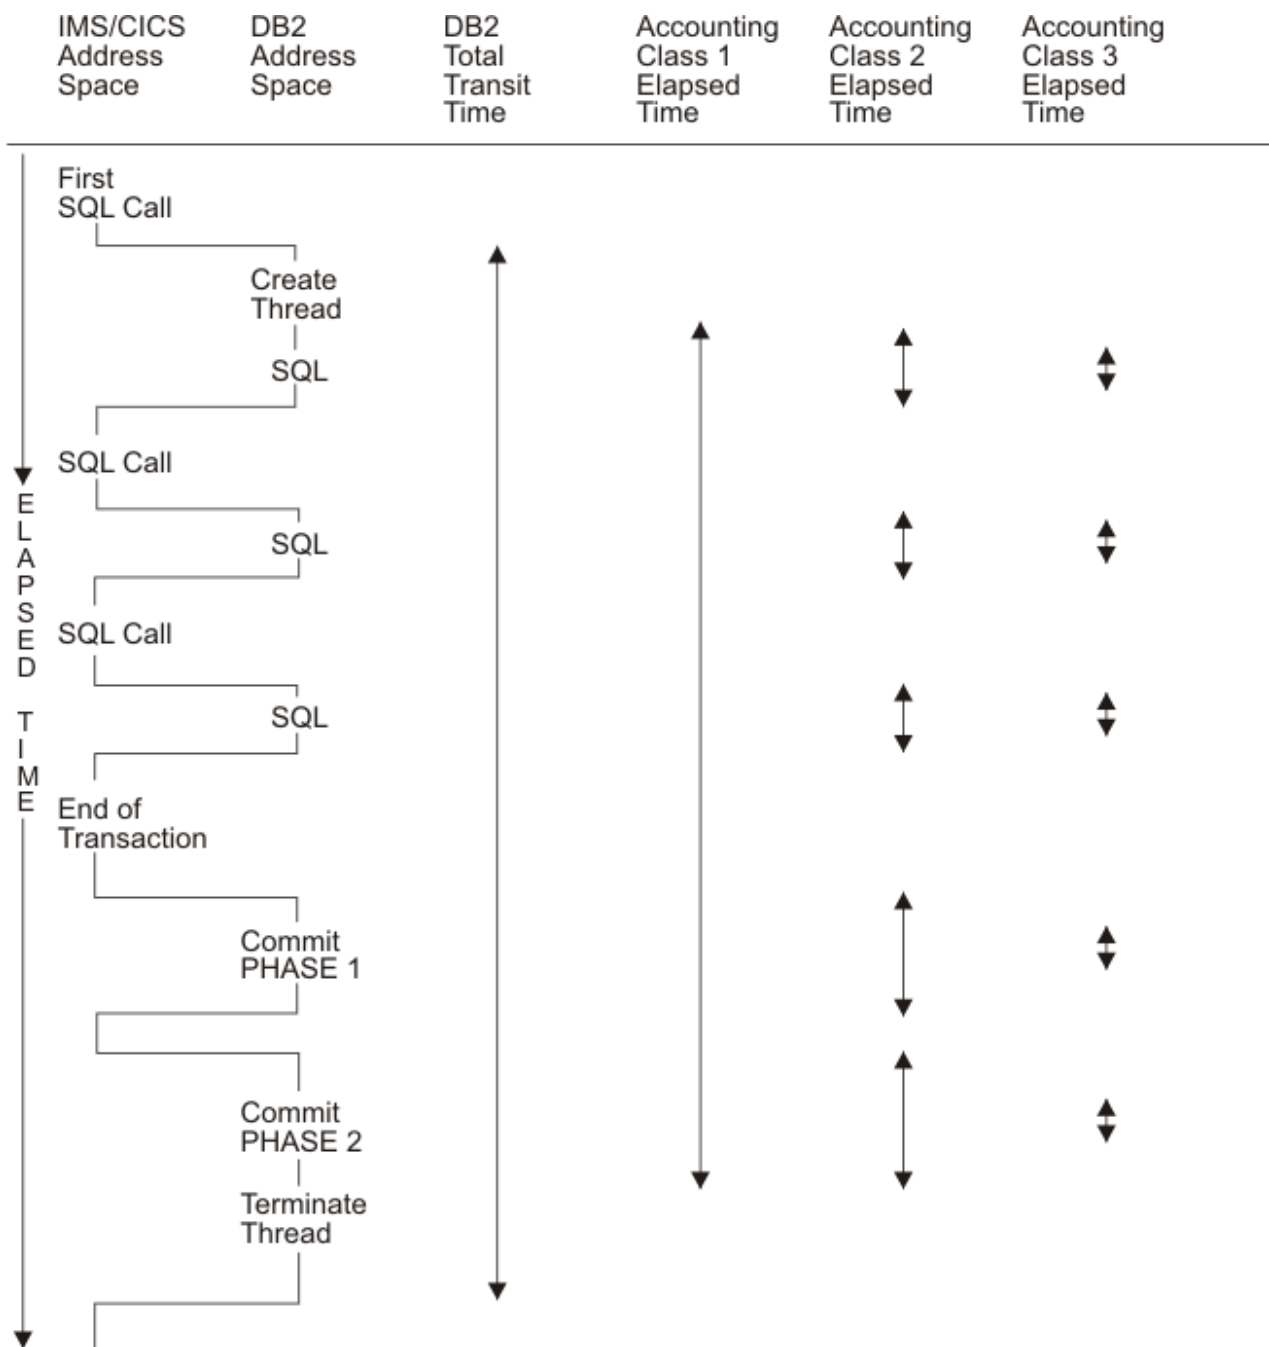 IMS/CICS
Address
Space
DB2
Address
Space
DB2
Total
Transit
Time
Accounting
Class 1
Elapsed
Time
Accounting
Class 2
Elapsed
Time
Accounting
Class 3
Elapsed
Time
ELAPSED TIME
First
SQL Call
Create
Thread
SQL
SQL Call
SQL
SQL Call
SQL
End of
Transaction
Commit
PHASE 1
Commit
PHASE 2
Terminate
Thread